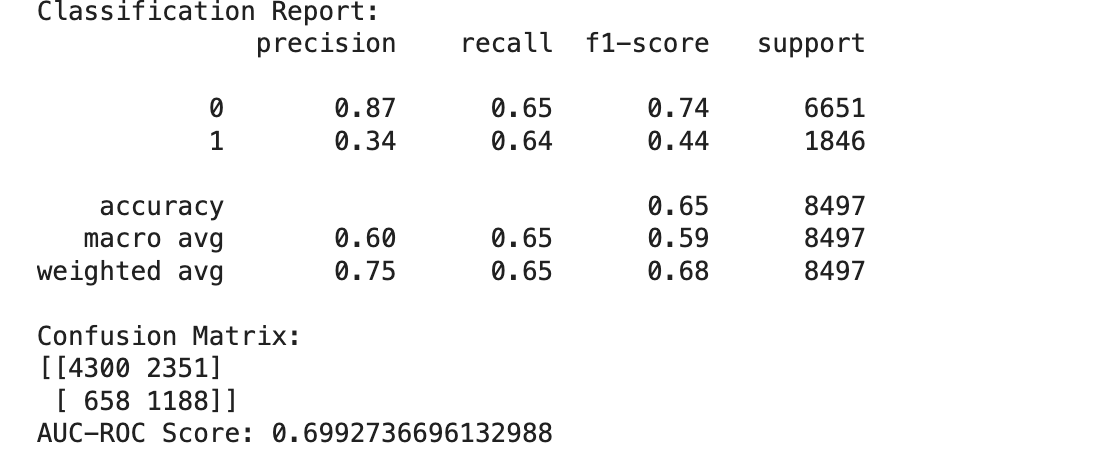 Classification Report:
precision recall f1-score support
0 0.87 0.65 0.74 6651
1 0.34 0.64 0.44 1846
accuracy 0.65 8497
macro avg 0.60 0.65 0.59 8497
weighted avg 0.75 0.65 0.68 8497
Confusion Matrix:
[[4300 2351]
[ 658 1188]]
AUC-ROC Score: 0.6992736696132988